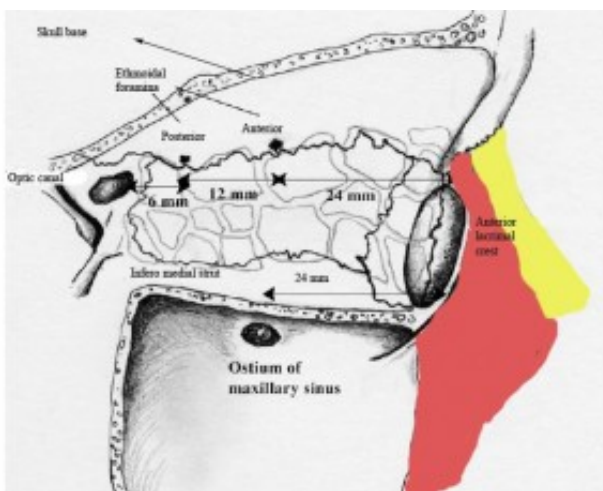 Skull base
Ethmoidal
foramina
Posterior
Anterior
Optic canal
6 mm
12 mm
24 mm
Anterior
lacrimal
crest
Infero medial strut
24 mm
Ostium of
maxillary sinus